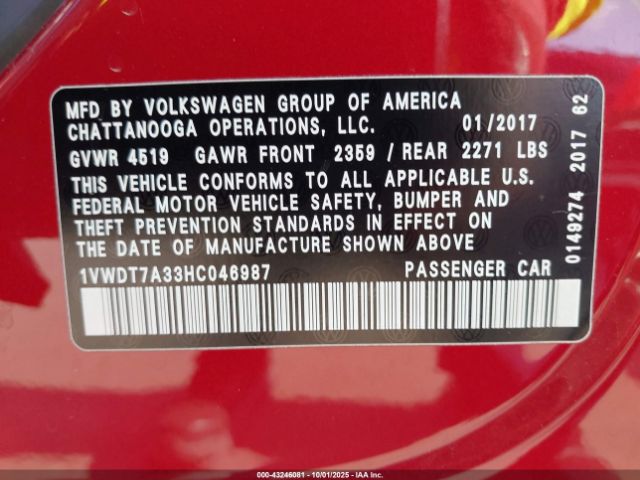 MFD BY VOLKSWAGEN GROUP OF AMERICA
CHATTANOOGA OPERATIONS, LLC. 01/2017
GVWR 4519 GAWR FRONT 2359 / REAR 2271 LBS
THIS VEHICLE CONFORMS TO ALL APPLICABLE U.S.
FEDERAL MOTOR VEHICLE SAFETY, BUMPER AND
THEFT PREVENTION STANDARDS IN EFFECT ON
THE DATE OF MANUFACTURE SHOWN ABOVE
1VWDT7A33HC046987 PASSENGER CAR
0149274 2017 62
000-43246081 - 10/01/2025 - IAA Inc.